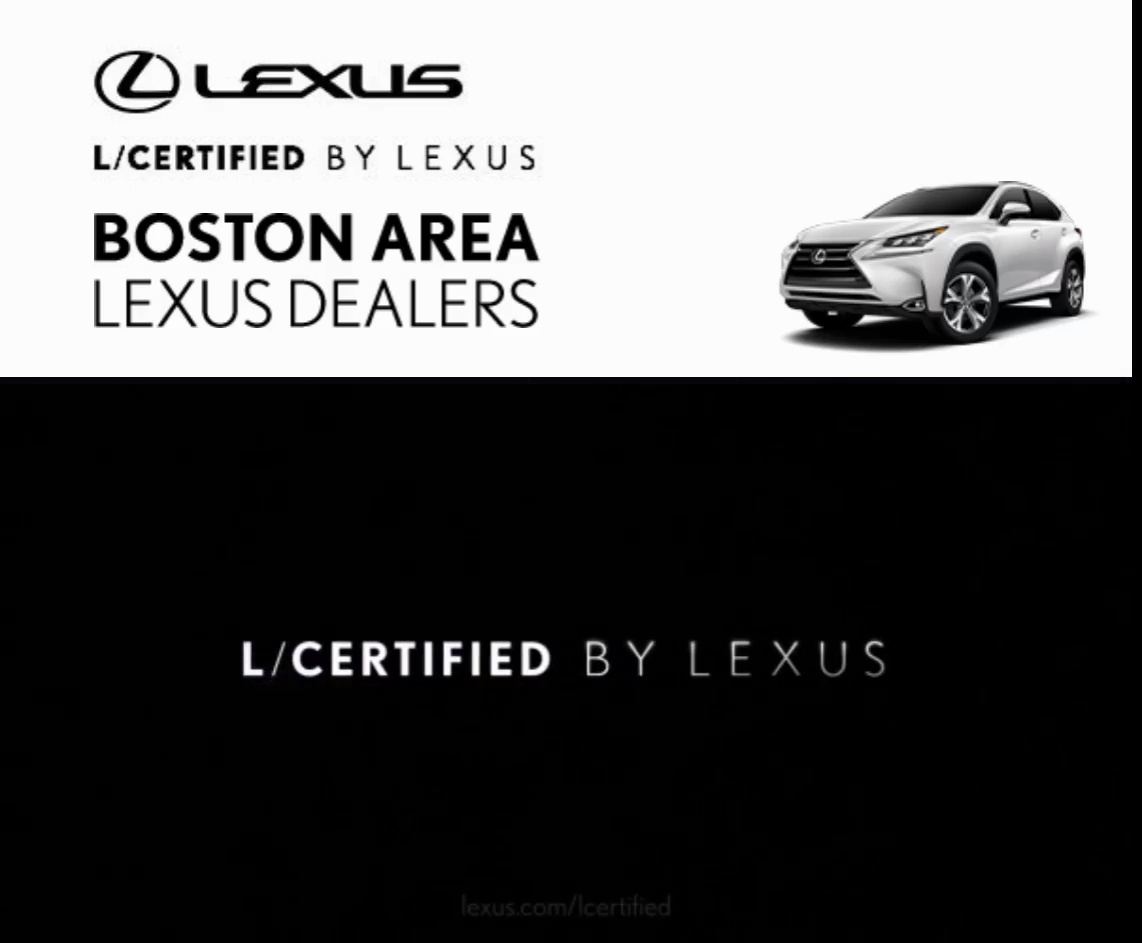 LEXUS
L/CERTIFIED BY LEXUS
BOSTON AREA
LEXUS DEALERS
L/CERTIFIED BY LEXUS
lexus.com/lcertified